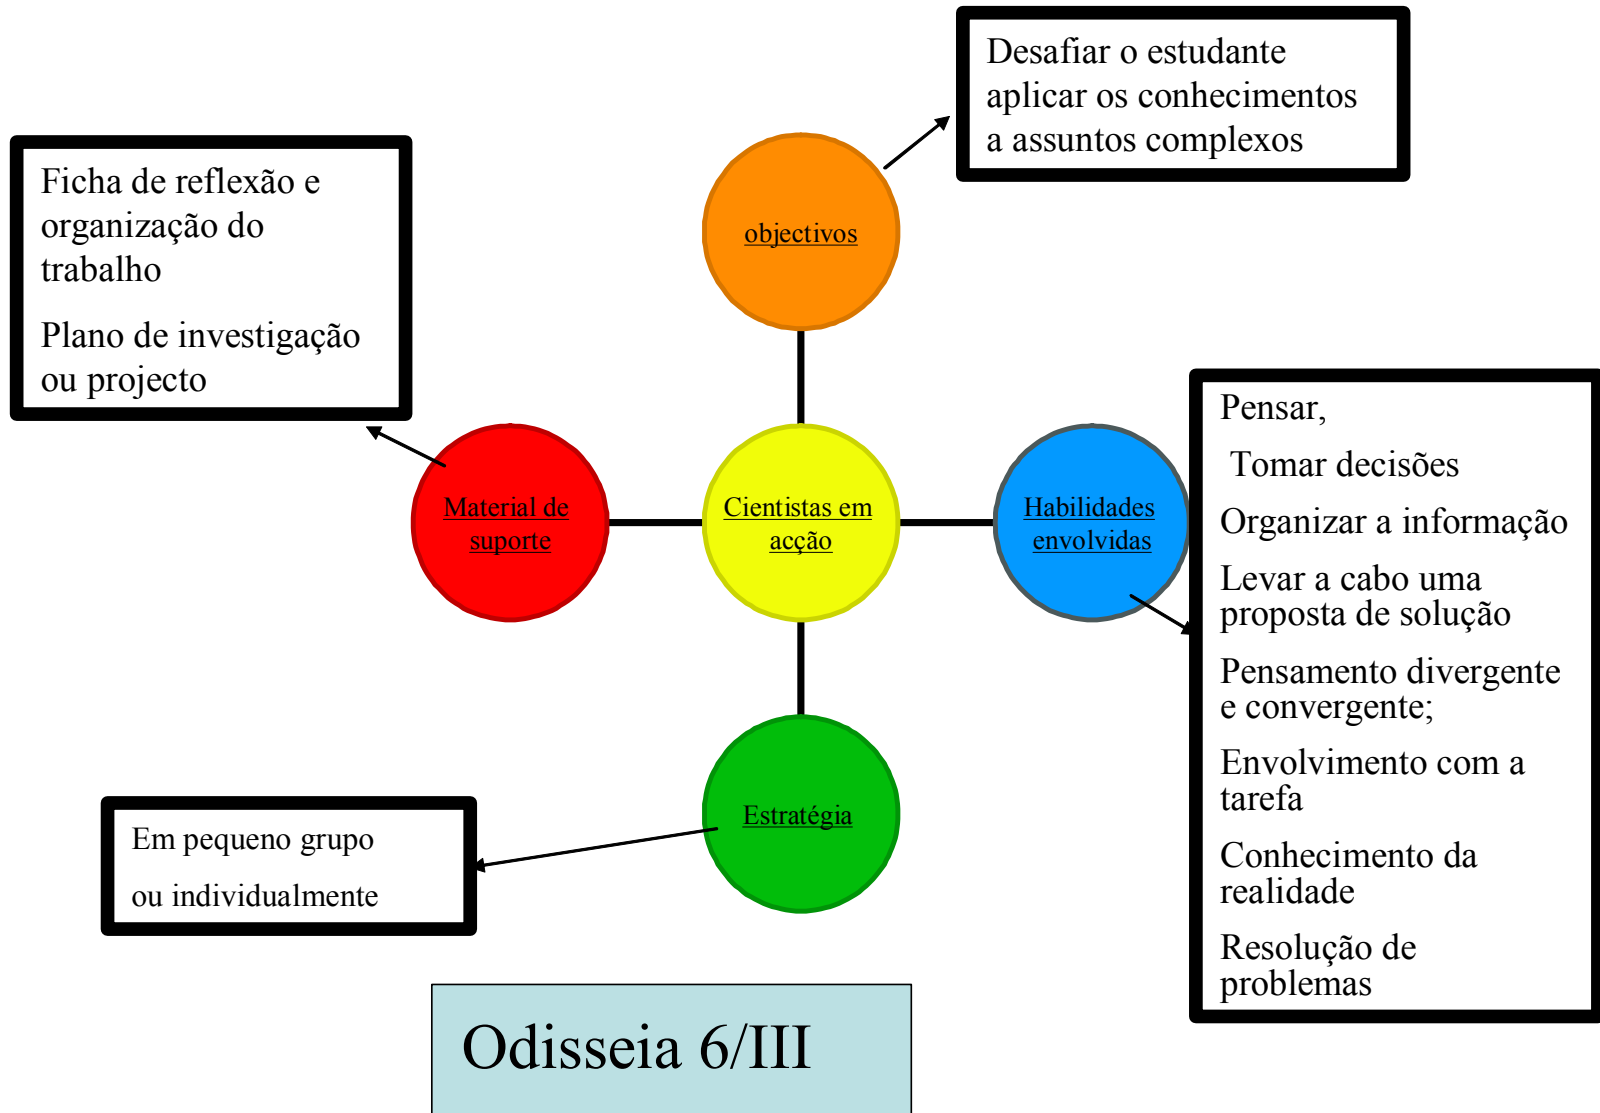 Desafiar o estudante
aplicar os conhecimentos
a assuntos complexos
Ficha de reflexão e
organização do
trabalho
Plano de investigação
ou projecto
objectivos
Material de
suporte
Cientistas em
acção
Habilidades
envolvidas
Pensar,
Tomar decisões
Organizar a informação
Levar a cabo uma
proposta de solução
Pensamento divergente
e convergente;
Envolvimento com a
tarefa
Conhecimento da
realidade
Resolução de
problemas
Estratégia
Em pequeno grupo
ou individualmente
Odisseia 6/III